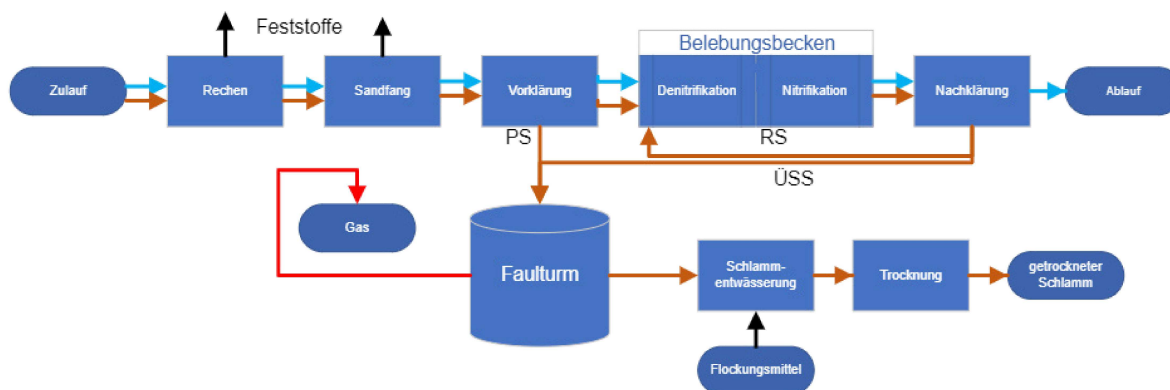 Feststoffe
Belebungsbecken
Zulauf
Rechen
Sandfang
Vorklärung
Denitrifikation
Nitrifikation
Nachklärung
Ablauf
PS
RS
ÜSS
Gas
Faulturm
Schlamm-
entwässerung
Trocknung
getrockneter
Schlamm
Flockungsmittel